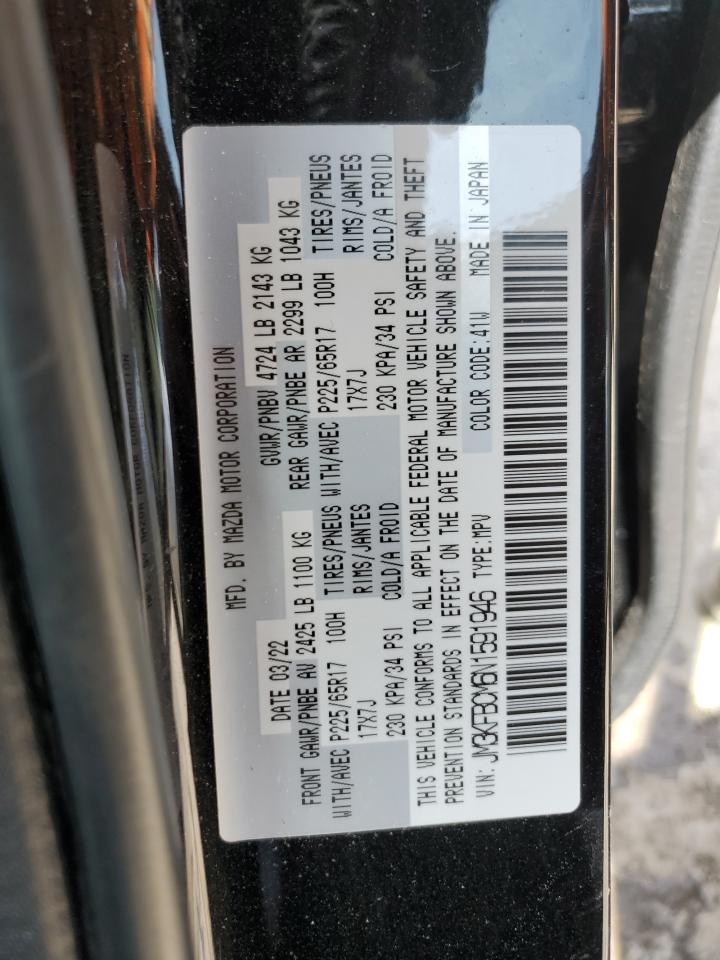 MFD. BY MAZDA MOTOR CORPORATION
DATE 03/22 GVWR/PNBV 4724 LB 2143 KG
FRONT GAWR/PNBE AV 2425 LB 1100 KG REAR GAWR/PNBE AR 2299 LB 1043 KG
WITH/AVEC P225/65R17 100H TIRES/PNEUS WITH/AVEC P225/65R17 100H TIRES/PNEUS
17X7J RIMS/JANTES 17X7J RIMS/JANTES
230 KPA/34 PSI COLD/A FROID 230 KPA/34 PSI COLD/A FROID
THIS VEHICLE CONFORMS TO ALL APPLICABLE FEDERAL MOTOR VEHICLE SAFETY AND THEFT
PREVENTION STANDARDS IN EFFECT ON THE DATE OF MANUFACTURE SHOWN ABOVE.
COLOR CODE:41W MADE IN JAPAN
VIN: JM3KFBCM6N1591946 TYPE:MPV